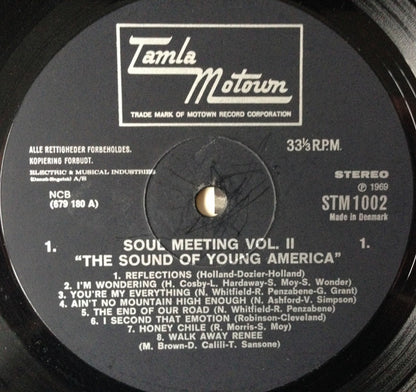 Tamla
Motown
TRADE MARK OF MOTOWN RECORD CORPORATION
ALLE RETTIGHEDER FORBEHOLDES.
KOPIERING FORBUDT.
ELECTRIC & MUSICAL INDUSTRIES
(Dansk-Engelsk) A/S
NCB
(679 180 A)
33⅓ R.P.M.
STEREO
Ⓟ 1969
STM 1002
Made in Denmark
1. SOUL MEETING VOL. II 1.
"THE SOUND OF YOUNG AMERICA"
1. REFLECTIONS (Holland-Dozier-Holland)
2. I'M WONDERING (H. Cosby-L. Hardaway-S. Moy-S. Wonder)
3. YOU'RE MY EVERYTHING (N. Whitfield-R. Penzabene-G. Grant)
4. AIN'T NO MOUNTAIN HIGH ENOUGH (N. Ashford-V. Simpson)
5. THE END OF OUR ROAD (N. Whitfield-R. Penzabene)
6. I SECOND THAT EMOTION (Robinson-Cleveland)
7. HONEY CHILE (R. Morris-S. Moy)
8. WALK AWAY RENEE
(M. Brown-D. Calili-T. Sansone)